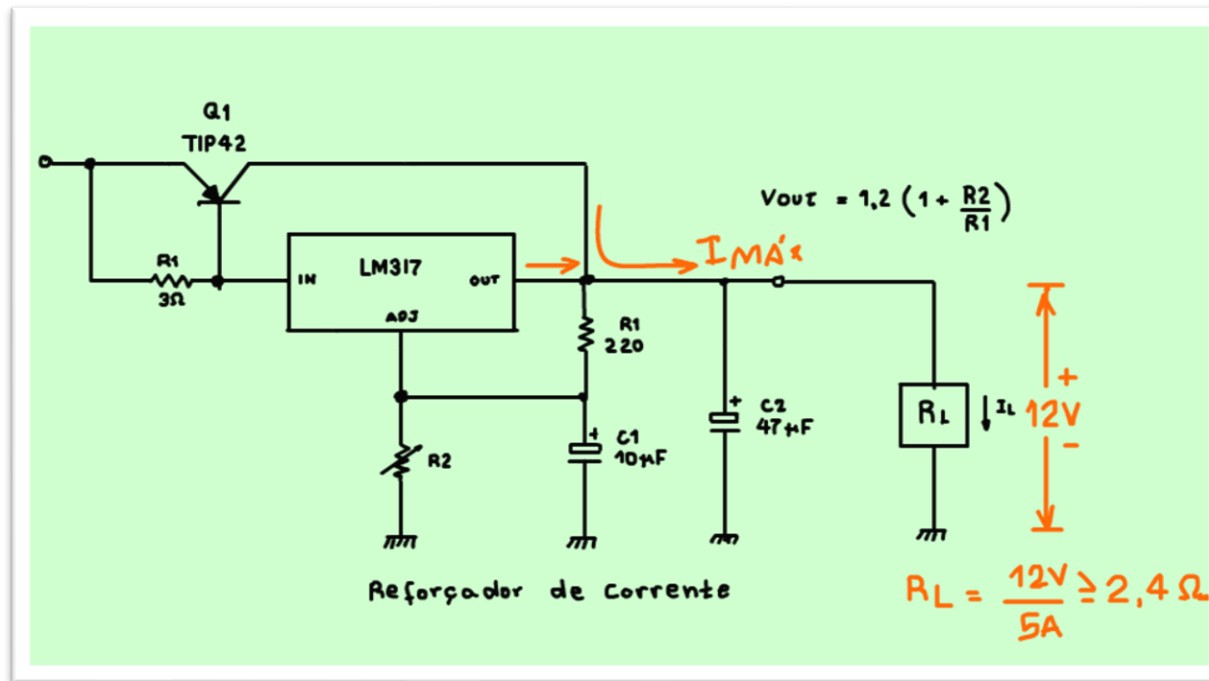 Q1
TIP42
R1
3Ω
IN
LM317
OUT
ADJ
Vout = 1,2 (1 + R2/R1)
I MÁX
R1
220
R2
+
C1
10µF
+
C2
47µF
RL
IL
+
12V
-
Reforçador de corrente
RL = 12V/5A ≥ 2,4 Ω